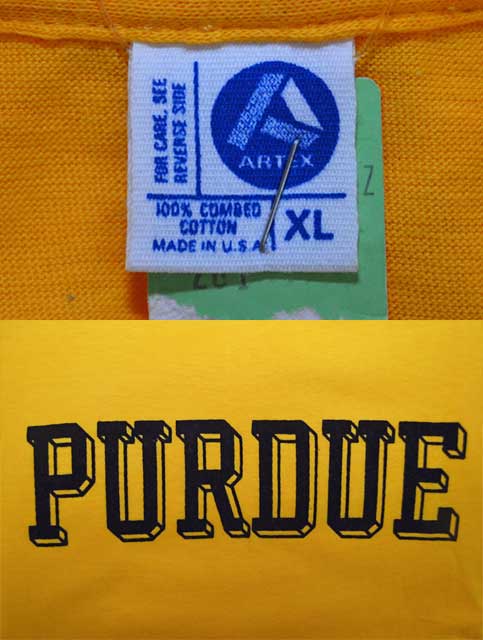 FOR CARE, SEE
REVERSE SIDE
ARTEX
100% COMBED
COTTON
MADE IN U.S.A.
XL
Z
PURDUE